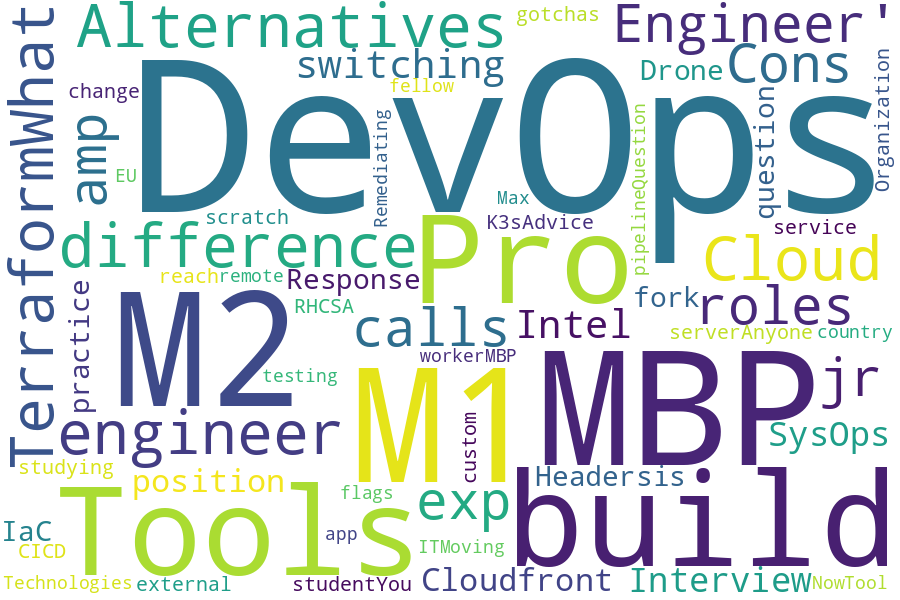 Alternatives
gotchas
Engineer'
switching
Drone
Cons
change
fellow
DevOps
TerraformWhat
amp
EU
Remediating
pipelineQuestion
question
Organization
scratch
Max
K3sAdvice
service
difference
Pro
Cloud
reach
remote
Response
RHCSA
fork
roles
practice
M2
calls
Intel
serverAnyone
country
workerMBP
testing
M1
MBP
jr
engineer
custom
SysOps
studying
position
Headersis
Tools
flags
exp
build
IaC
CICD
app
ITMoving
Technologies
external
studentYou
Cloudfront
Interview
NowTool